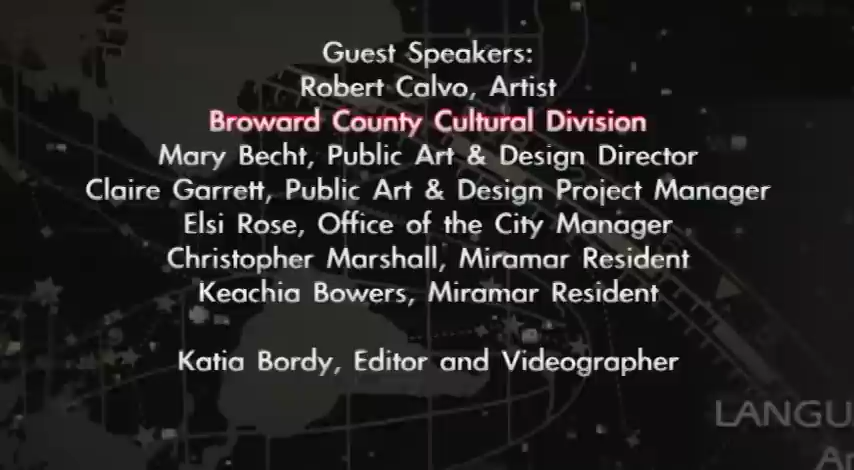 Guest Speakers:
Robert Calvo, Artist
Broward County Cultural Division
Mary Becht, Public Art & Design Director
Claire Garrett, Public Art & Design Project Manager
Elsi Rose, Office of the City Manager
Christopher Marshall, Miramar Resident
Keachia Bowers, Miramar Resident
Katia Bordy, Editor and Videographer
LANGU